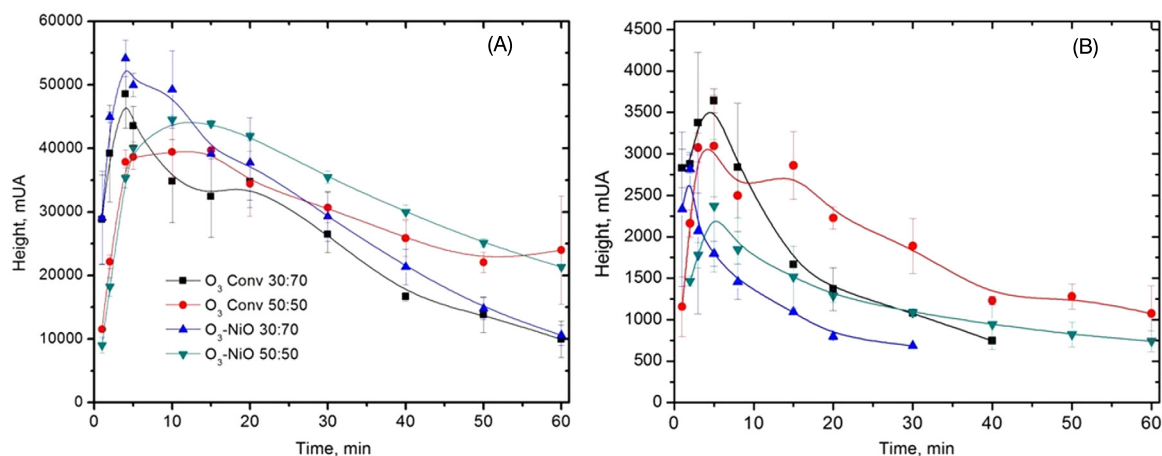 (A)
60000
50000
40000
30000
20000
10000
0
Height, mUA
O3 Conv 30:70
O3 Conv 50:50
O3-NiO 30:70
O3-NiO 50:50
0 10 20 30 40 50 60
Time, min
(B)
4500
4000
3500
3000
2500
2000
1500
1000
500
0
Height, mUA
0 10 20 30 40 50 60
Time, min